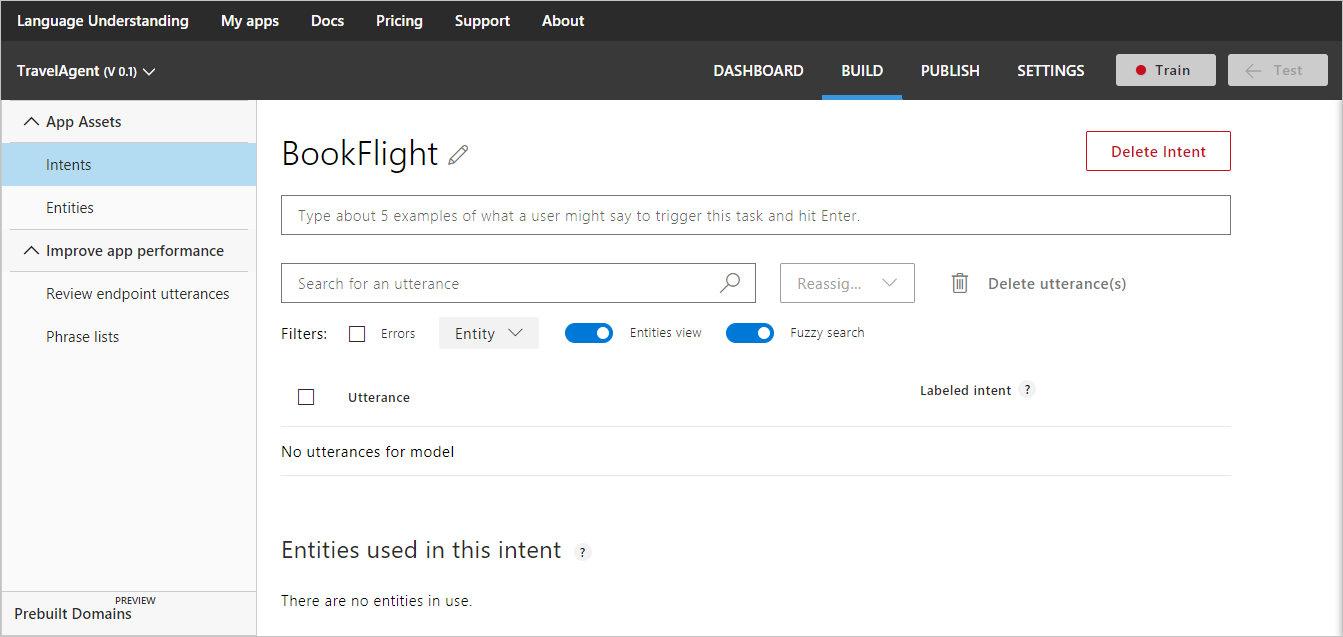 Language Understanding My apps Docs Pricing Support About
TravelAgent (V 0.1) DASHBOARD BUILD PUBLISH SETTINGS Train Test
App Assets
Intents
Entities
Improve app performance
Review endpoint utterances
Phrase lists
PREVIEW
Prebuilt Domains
BookFlight Delete Intent
Type about 5 examples of what a user might say to trigger this task and hit Enter.
Search for an utterance Reassig... Delete utterance(s)
Filters: Errors Entity Entities view Fuzzy search
Utterance Labeled intent ?
No utterances for model
Entities used in this intent ?
There are no entities in use.